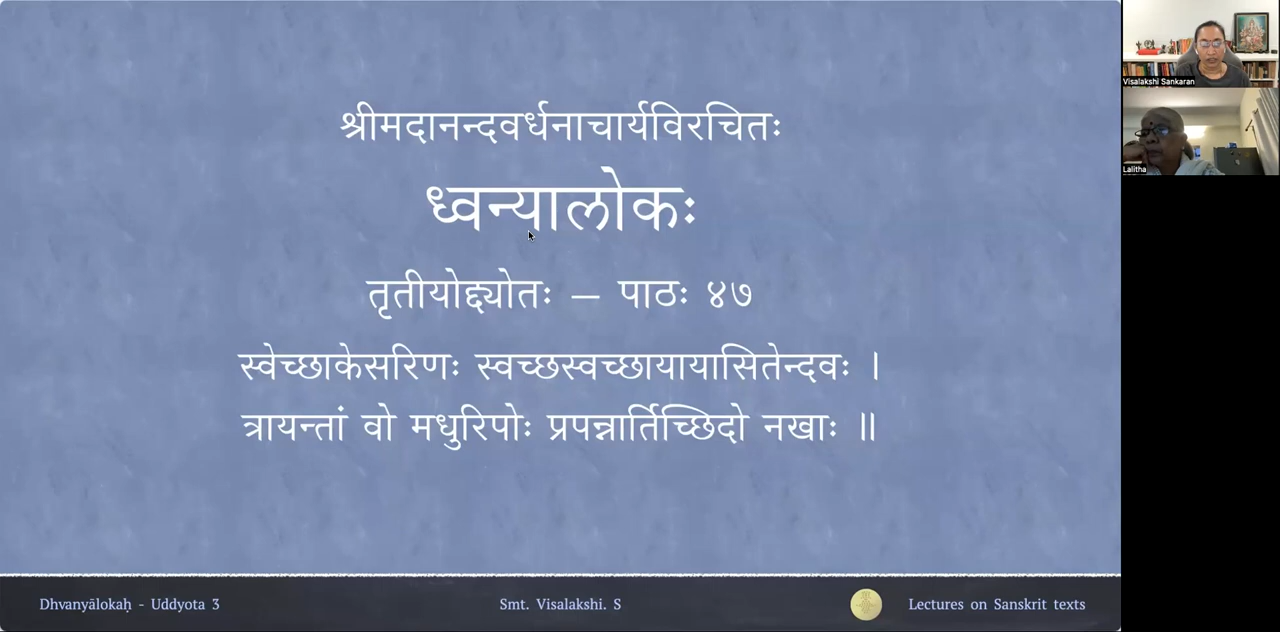 श्रीमदानन्दवर्धनाचार्यविरचितः
ध्वन्यालोकः
तृतीयोद्द्योतः – पाठः ४७
स्वेच्छाकेसरिणः स्वच्छस्वच्छायायासितेन्दवः ।
त्रायन्तां वो मधुरिपोः प्रपन्नार्तिच्छिदो नखाः ॥
Dhvanyālokaḥ - Uddyota 3
Smt. Visalakshi. S
Lectures on Sanskrit texts
Visalakshi Sankaran
Lalitha